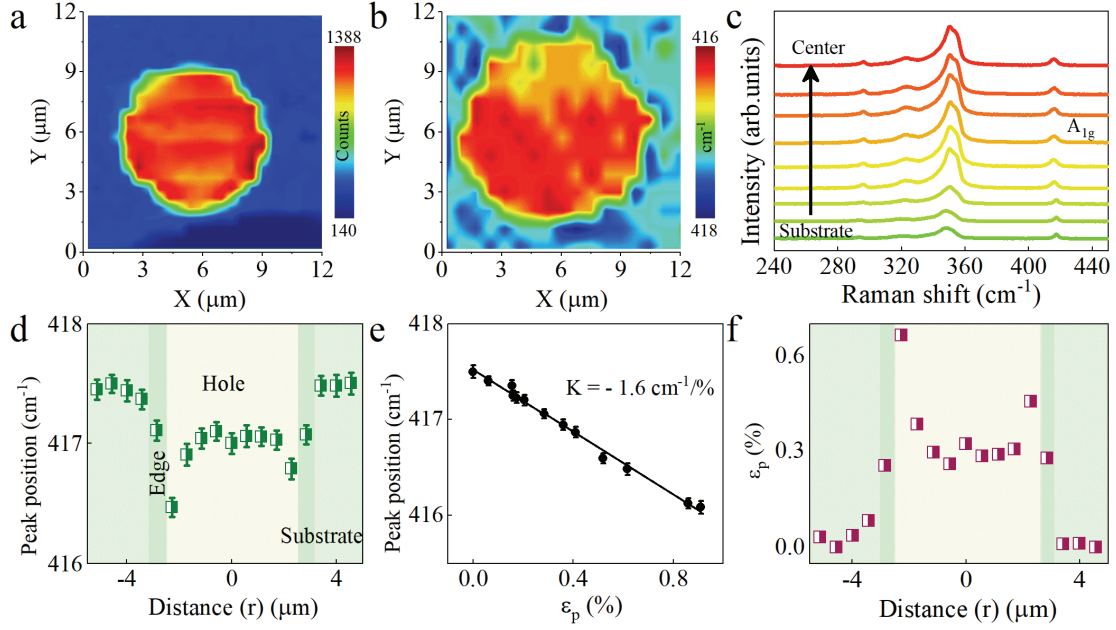 a
b
c
12
9
6
3
0
Y (μm)
0
3
6
9
12
X (μm)
1388
Counts
140
12
9
6
3
0
Y (μm)
0
3
6
9
12
X (μm)
416
cm⁻¹
418
Intensity (arb.units)
Center
A₁g
Substrate
240
280
320
360
400
440
Raman shift (cm⁻¹)
d
e
f
418
417
416
Peak position (cm⁻¹)
Hole
Edge
Substrate
-4
0
4
Distance (r) (μm)
418
417
416
Peak position (cm⁻¹)
K = - 1.6 cm⁻¹/%
0.0
0.4
0.8
εₚ (%)
0.6
0.3
0.0
εₚ (%)
-4
0
4
Distance (r) (μm)